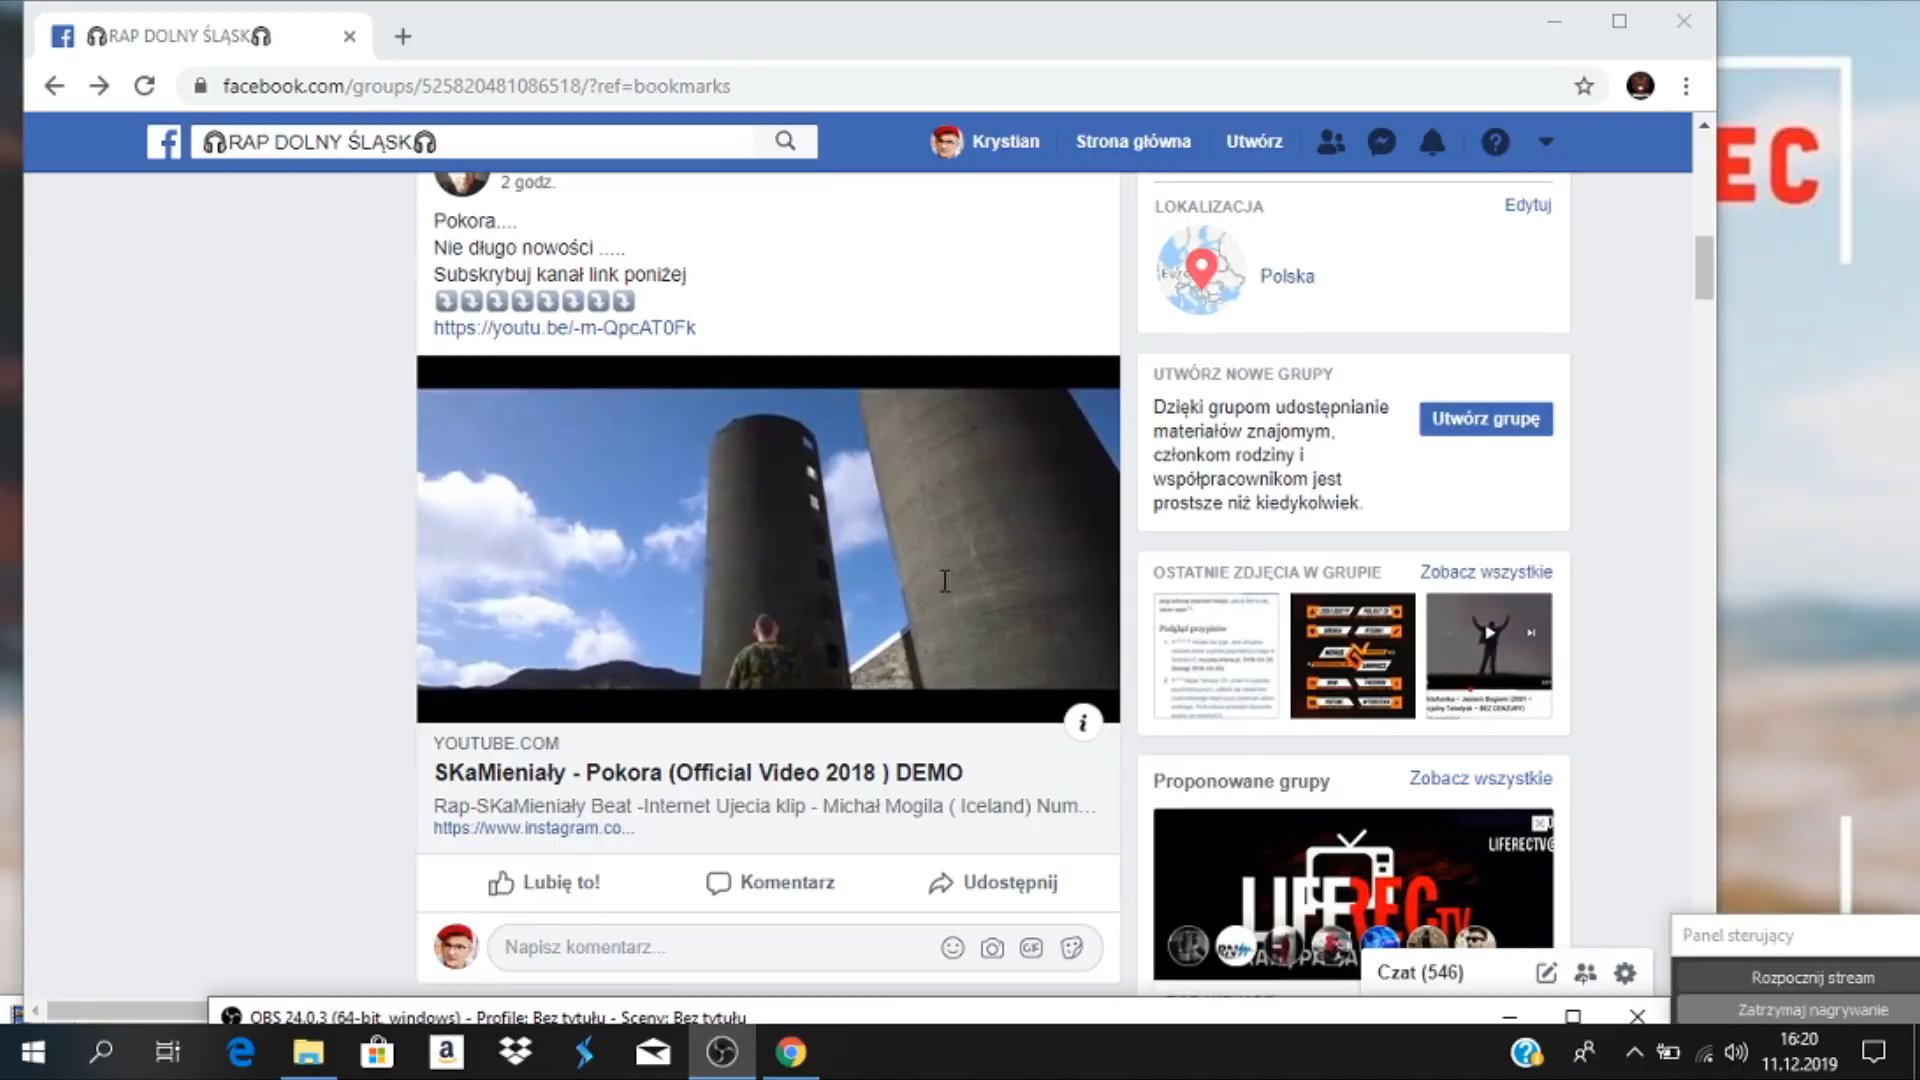 🎧RAP DOLNY ŚLĄSK🎧
facebook.com/groups/525820481086518/?ref=bookmarks
🎧RAP DOLNY ŚLĄSK🎧
Krystian
Strona główna
Utwórz
EC
2 godz.
Pokora....
Nie długo nowości .....
Subskrybuj kanał link poniżej
⤵⤵⤵⤵⤵⤵⤵⤵
https://youtu.be/-m-QpcAT0Fk
YOUTUBE.COM
SKaMieniały - Pokora (Official Video 2018 ) DEMO
Rap-SKaMieniały Beat -Internet Ujecia klip - Michał Mogila ( Iceland) Num...
https://www.instagram.co...
Lubię to!
Komentarz
Udostępnij
Napisz komentarz...
GIF
LOKALIZACJA
Edytuj
Polska
UTWÓRZ NOWE GRUPY
Dzięki grupom udostępnianie
materiałów znajomym,
członkom rodziny i
współpracownikom jest
prostsze niż kiedykolwiek.
Utwórz grupę
OSTATNIE ZDJĘCIA W GRUPIE
Zobacz wszystkie
Podgląd przypisów
Proponowane grupy
Zobacz wszystkie
LIFERECTV
LIFERECTV
Czat (546)
Panel sterujący
Rozpocznij stream
Zatrzymaj nagrywanie
OBS 24.0.3 (64-bit, windows) - Profile: Bez tytułu - Sceny: Bez tytułu
16:20
11.12.2019